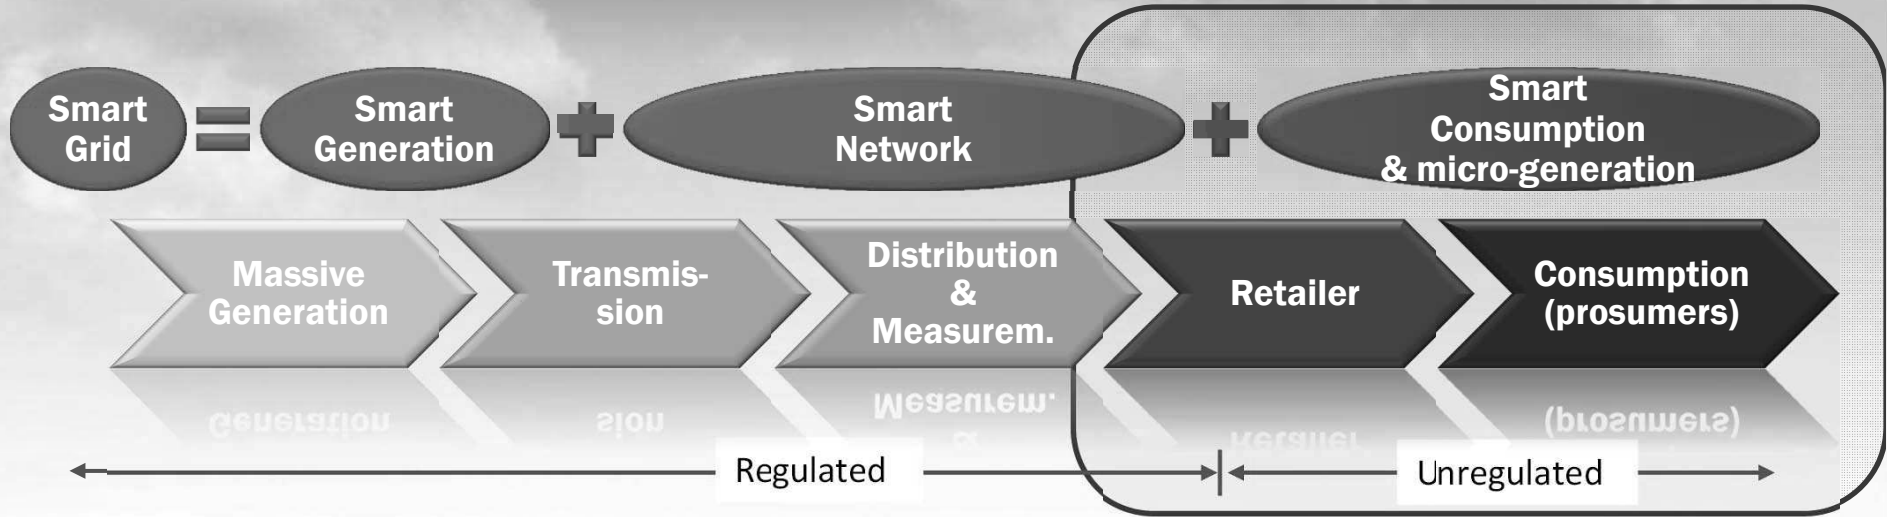 Smart
Grid
=
Smart
Generation
+
Smart
Network
+
Smart
Consumption
& micro-generation
Massive
Generation
Transmis-
sion
Distribution
&
Measurem.
Retailer
Consumption
(prosumers)
Regulated
Unregulated